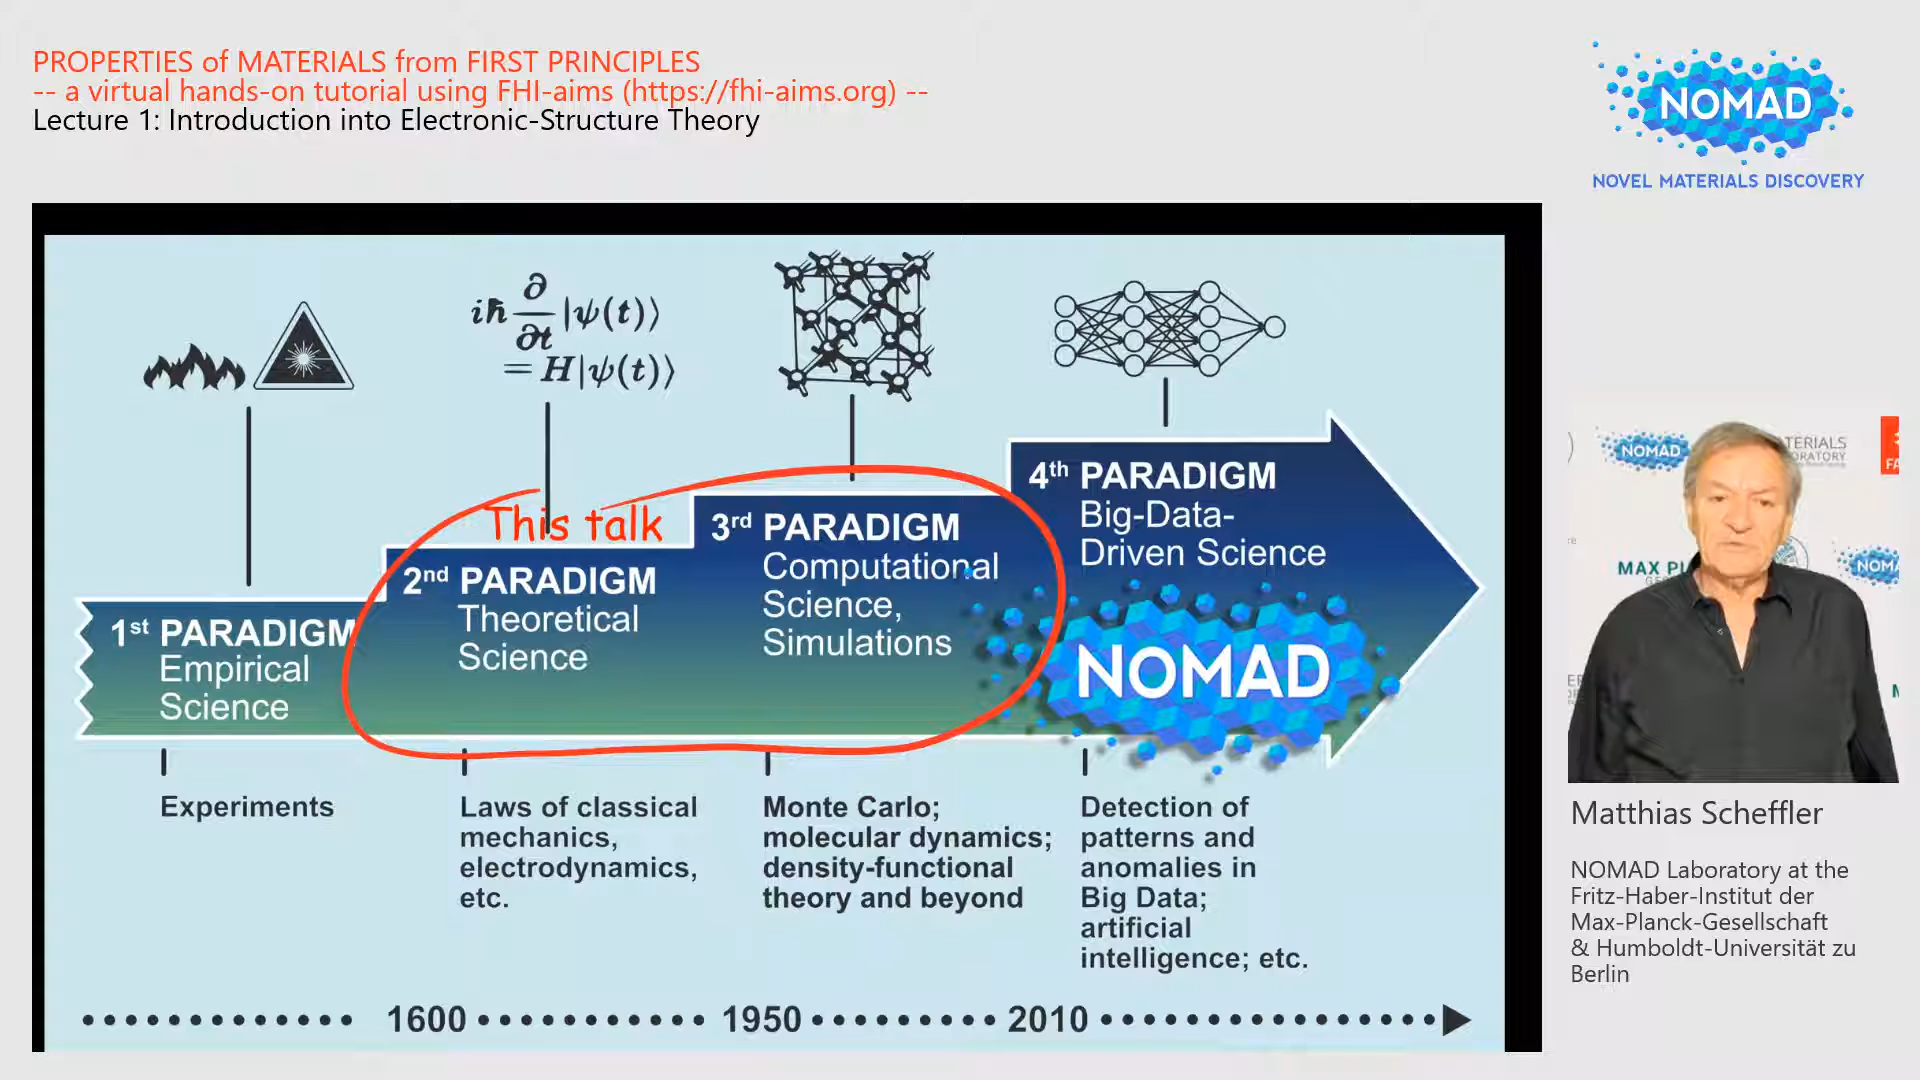 PROPERTIES of MATERIALS from FIRST PRINCIPLES
-- a virtual hands-on tutorial using FHI-aims (https://fhi-aims.org) --
Lecture 1: Introduction into Electronic-Structure Theory
NOMAD
NOVEL MATERIALS DISCOVERY
iħ ∂/∂t |ψ(t)⟩
= H|ψ(t)⟩
This talk
1st PARADIGM
Empirical
Science
2nd PARADIGM
Theoretical
Science
3rd PARADIGM
Computational
Science,
Simulations
4th PARADIGM
Big-Data-
Driven Science
NOMAD
Experiments
Laws of classical
mechanics,
electrodynamics,
etc.
Monte Carlo;
molecular dynamics;
density-functional
theory and beyond
Detection of
patterns and
anomalies in
Big Data;
artificial
intelligence; etc.
1600
1950
2010
NOMAD
MAX
Matthias Scheffler
NOMAD Laboratory at the
Fritz-Haber-Institut der
Max-Planck-Gesellschaft
& Humboldt-Universität zu
Berlin